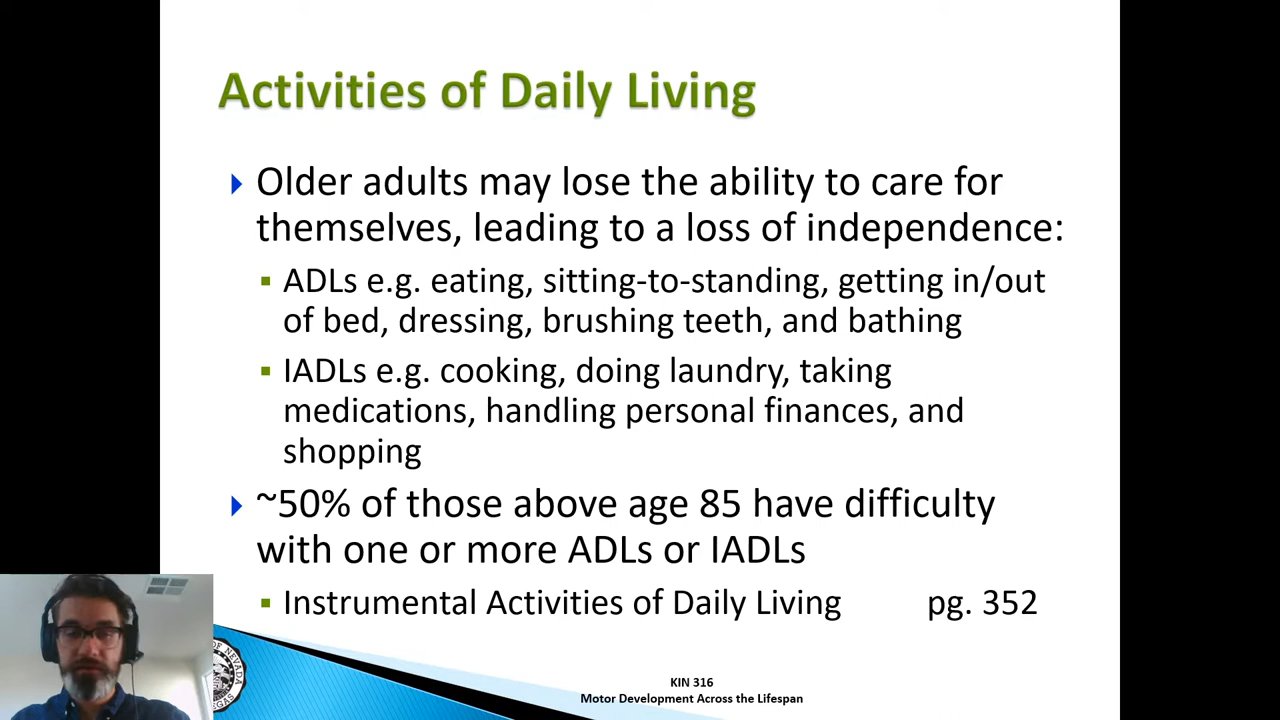 Activities of Daily Living
Older adults may lose the ability to care for
themselves, leading to a loss of independence:
ADLs e.g. eating, sitting-to-standing, getting in/out
of bed, dressing, brushing teeth, and bathing
IADLs e.g. cooking, doing laundry, taking
medications, handling personal finances, and
shopping
~50% of those above age 85 have difficulty
with one or more ADLs or IADLs
Instrumental Activities of Daily Living pg. 352
KIN 316
Motor Development Across the Lifespan